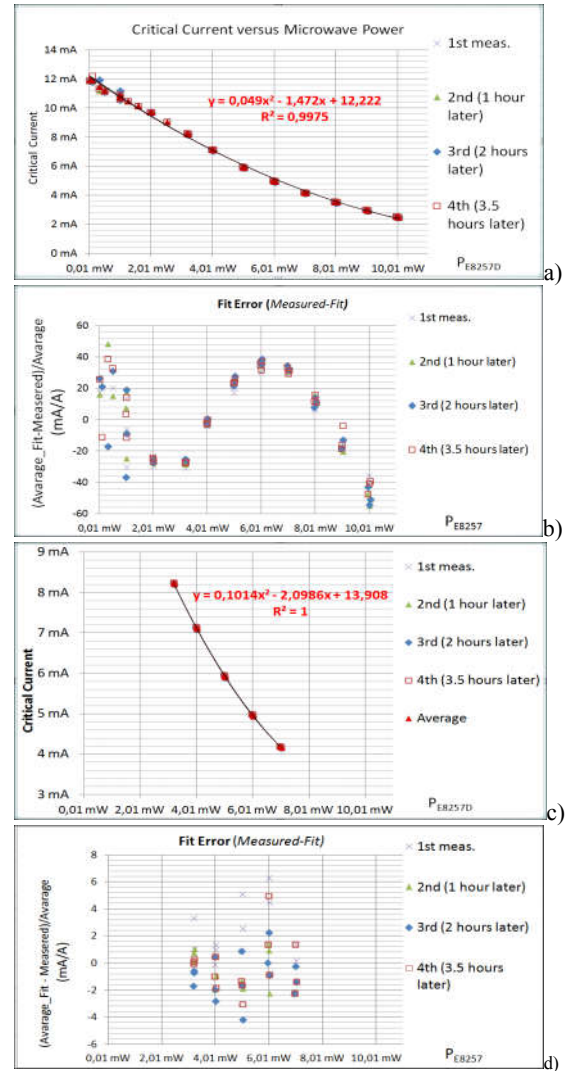 Critical Current versus Microwave Power
14 mA
12 mA
10 mA
8 mA
6 mA
4 mA
2 mA
0 mA
Critical Current
y = 0,049x² - 1,472x + 12,222
R² = 0,9975
0,01 mW 2,01 mW 4,01 mW 6,01 mW 8,01 mW 10,01 mW
1st meas.
2nd (1 hour
later)
3rd (2 hours
later)
4th (3.5
hours later)
P_E8257D
a)
Fit Error (Measured-Fit)
60
40
20
0
-20
-40
-60
(Avarage_Fit-Measered)/Avarage
(mA/A)
0,01 mW 2,01 mW 4,01 mW 6,01 mW 8,01 mW 10,01 mW
1st meas.
2nd (1 hour
later)
3rd (2 hours
later)
4th (3.5
hours later)
P_E8257
b)
9 mA
8 mA
7 mA
6 mA
5 mA
4 mA
3 mA
Critical Current
y = 0,1014x² - 2,0986x + 13,908
R² = 1
0,01 mW 2,01 mW 4,01 mW 6,01 mW 8,01 mW 10,01 mW
1st meas.
2nd (1 hour later)
3rd (2 hours later)
4th (3.5 hours later)
Average
P_E8257D
c)
Fit Error (Measured-Fit)
8
6
4
2
0
-2
-4
-6
(Avarage_Fit - Measered)/Avarage
(mA/A)
0,01 mW 2,01 mW 4,01 mW 6,01 mW 8,01 mW 10,01 mW
1st meas.
2nd (1 hour
later)
3rd (2 hours
later)
4th (3.5 hours
later)
P_E8257
d)